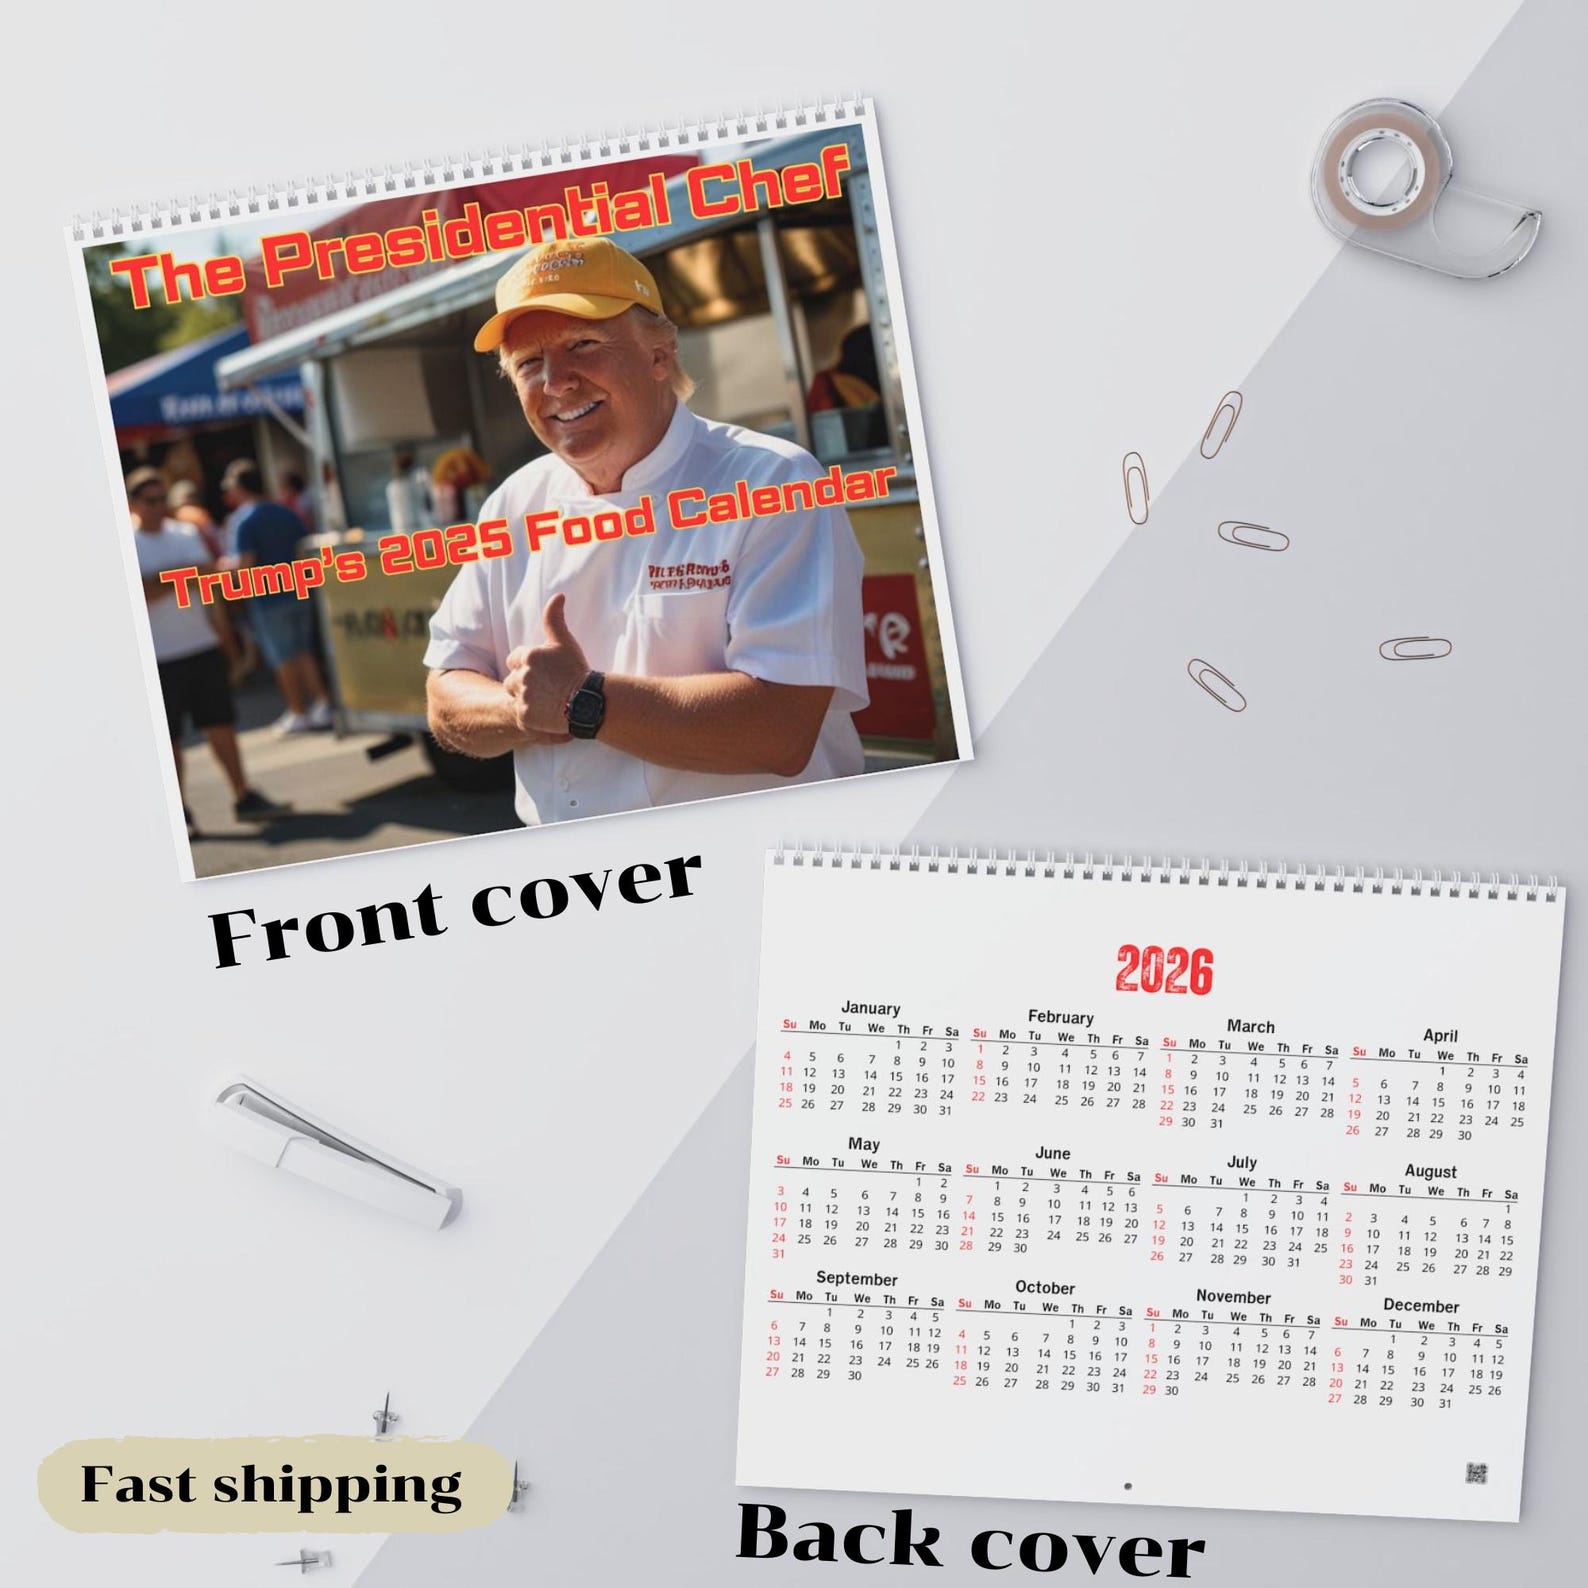 The Presidential Chef
Trump's 2025 Food Calendar
Front cover
2026
January
Su Mo Tu We Th Fr Sa
1 2 3
4 5 6 7 8 9 10
11 12 13 14 15 16 17
18 19 20 21 22 23 24
25 26 27 28 29 30 31
February
Su Mo Tu We Th Fr Sa
1 2 3 4 5 6 7
8 9 10 11 12 13 14
15 16 17 18 19 20 21
22 23 24 25 26 27 28
March
Su Mo Tu We Th Fr Sa
1 2 3 4 5 6 7
8 9 10 11 12 13 14
15 16 17 18 19 20 21
22 23 24 25 26 27 28
29 30 31
April
Su Mo Tu We Th Fr Sa
1 2 3 4
5 6 7 8 9 10 11
12 13 14 15 16 17 18
19 20 21 22 23 24 25
26 27 28 29 30
May
Su Mo Tu We Th Fr Sa
1 2
3 4 5 6 7 8 9
10 11 12 13 14 15 16
17 18 19 20 21 22 23
24 25 26 27 28 29 30
31
June
Su Mo Tu We Th Fr Sa
1 2 3 4 5 6
7 8 9 10 11 12 13
14 15 16 17 18 19 20
21 22 23 24 25 26 27
28 29 30
July
Su Mo Tu We Th Fr Sa
1 2 3 4
5 6 7 8 9 10 11
12 13 14 15 16 17 18
19 20 21 22 23 24 25
26 27 28 29 30 31
August
Su Mo Tu We Th Fr Sa
1
2 3 4 5 6 7 8
9 10 11 12 13 14 15
16 17 18 19 20 21 22
23 24 25 26 27 28 29
30 31
September
Su Mo Tu We Th Fr Sa
1 2 3 4 5
6 7 8 9 10 11 12
13 14 15 16 17 18 19
20 21 22 23 24 25 26
27 28 29 30
October
Su Mo Tu We Th Fr Sa
1 2 3
4 5 6 7 8 9 10
11 12 13 14 15 16 17
18 19 20 21 22 23 24
25 26 27 28 29 30 31
November
Su Mo Tu We Th Fr Sa
1 2 3 4 5 6 7
8 9 10 11 12 13 14
15 16 17 18 19 20 21
22 23 24 25 26 27 28
29 30
December
Su Mo Tu We Th Fr Sa
1 2 3 4 5
6 7 8 9 10 11 12
13 14 15 16 17 18 19
20 21 22 23 24 25 26
27 28 29 30 31
Fast shipping
Back cover